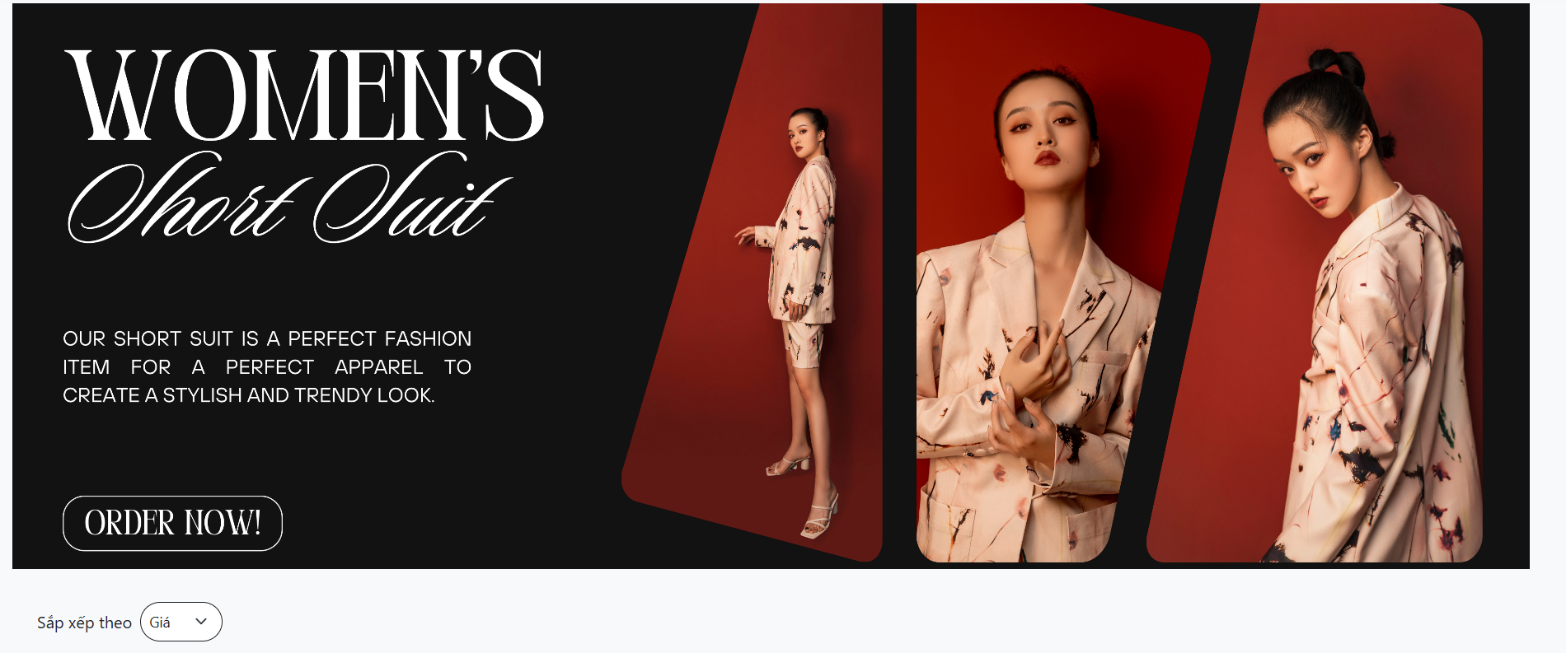 WOMEN'S
Short Suit
OUR SHORT SUIT IS A PERFECT FASHION
ITEM FOR A PERFECT APPAREL TO
CREATE A STYLISH AND TRENDY LOOK.
ORDER NOW!
Sắp xếp theo Giá